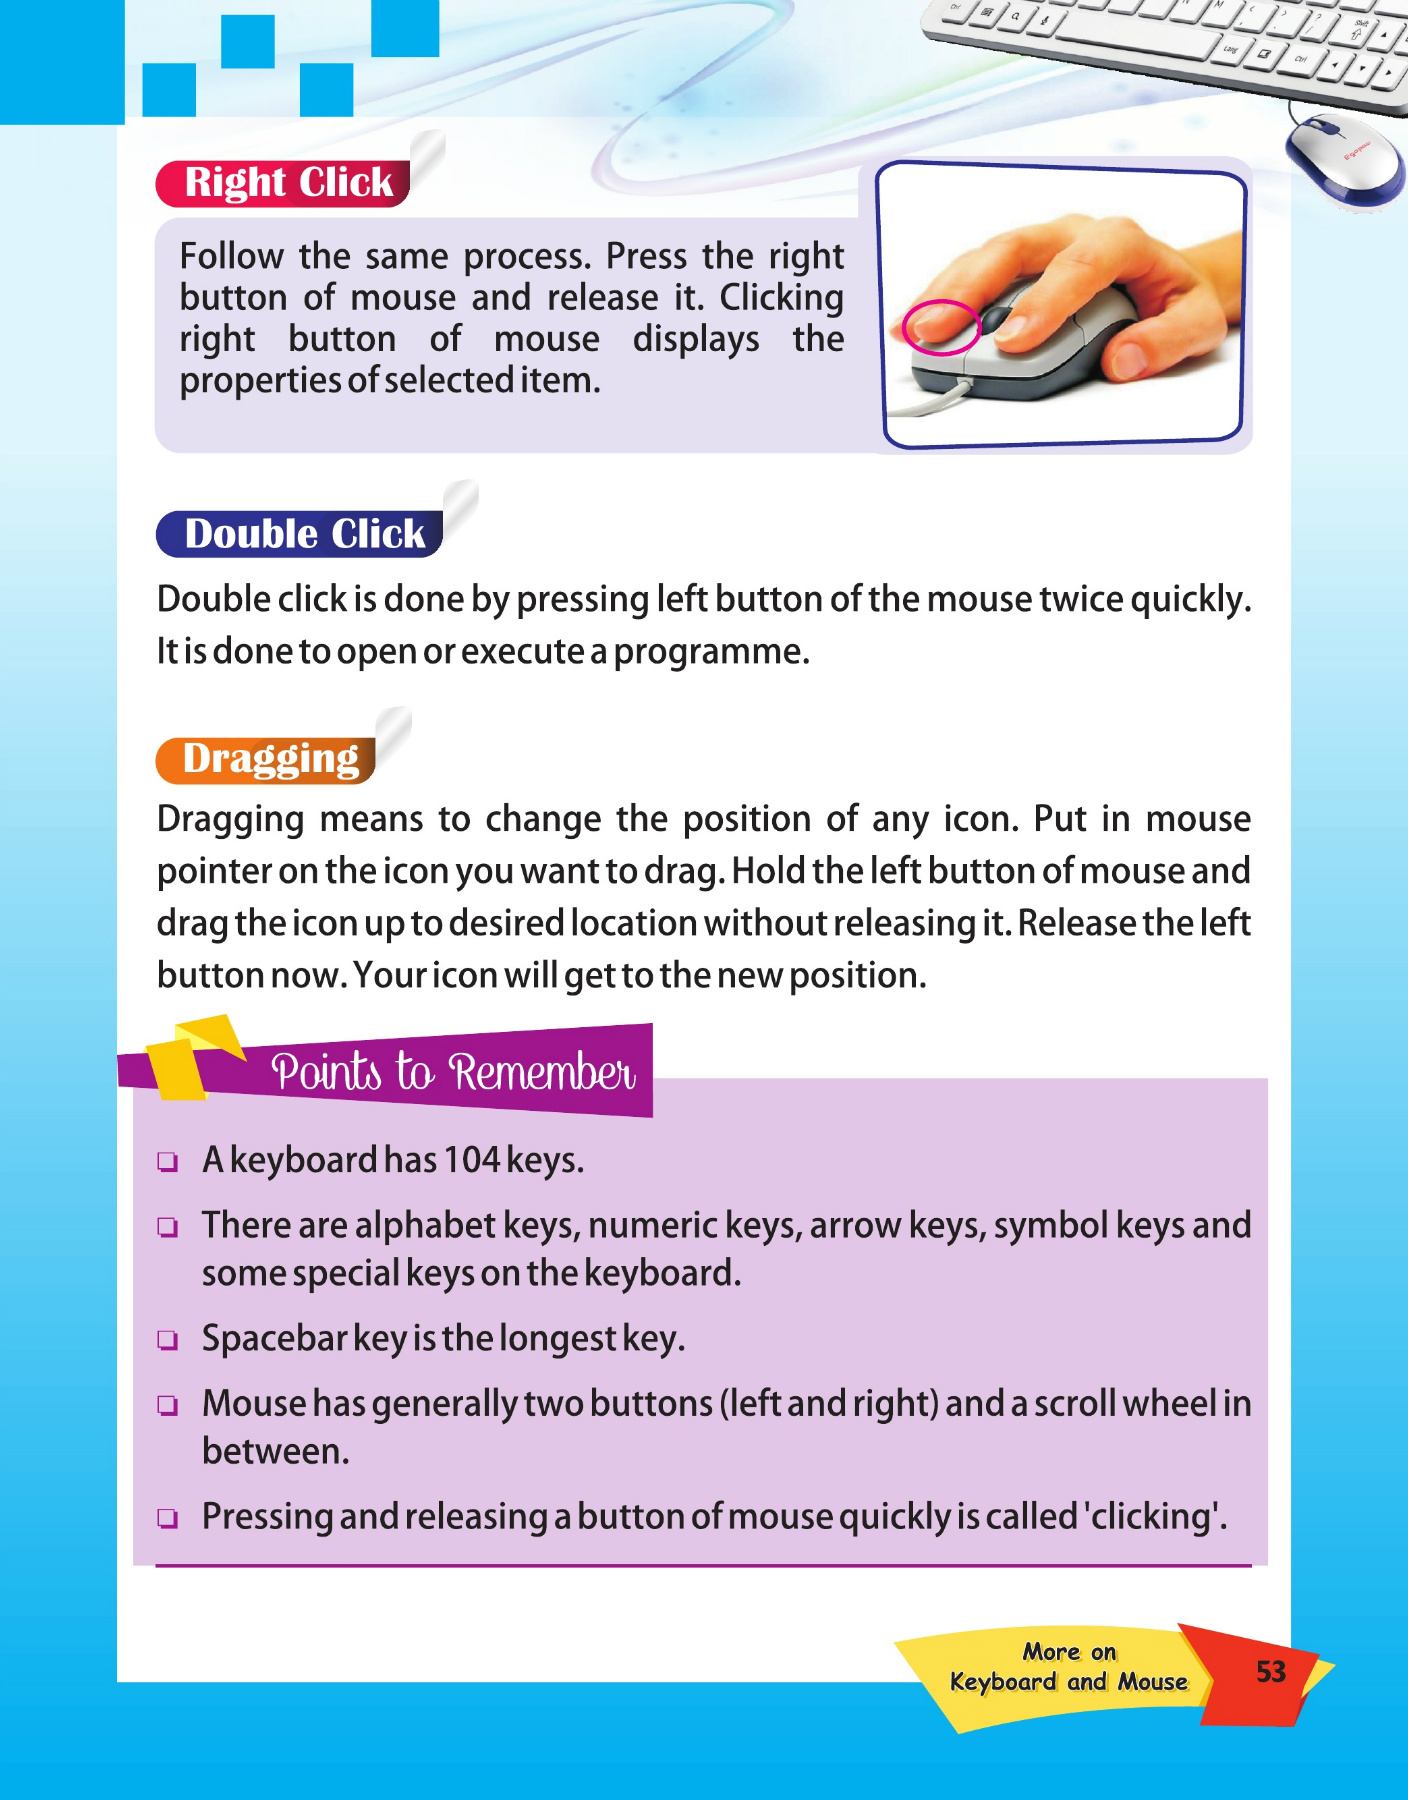 Right Click
Follow the same process. Press the right
button of mouse and release it. Clicking
right button of mouse displays the
properties of selected item.
Double Click
Double click is done by pressing left button of the mouse twice quickly.
It is done to open or execute a programme.
Dragging
Dragging means to change the position of any icon. Put in mouse
pointer on the icon you want to drag. Hold the left button of mouse and
drag the icon up to desired location without releasing it. Release the left
button now. Your icon will get to the new position.
Points to Remember
❏ A keyboard has 104 keys.
❏ There are alphabet keys, numeric keys, arrow keys, symbol keys and
some special keys on the keyboard.
❏ Spacebar key is the longest key.
❏ Mouse has generally two buttons (left and right) and a scroll wheel in
between.
❏ Pressing and releasing a button of mouse quickly is called 'clicking'.
More on
Keyboard and Mouse
53